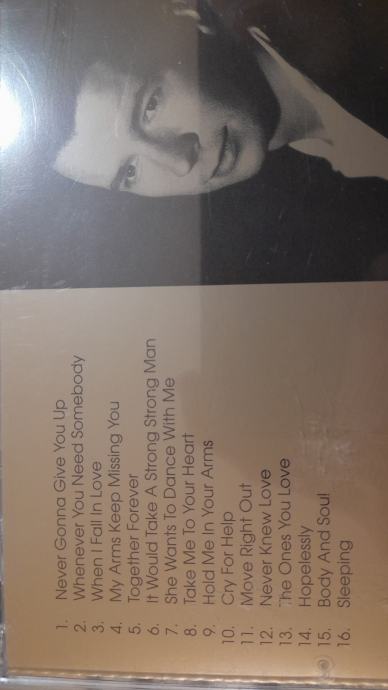 1. Never Gonna Give You Up
2. Whenever You Need Somebody
3. When I Fall In Love
4. My Arms Keep Missing You
5. Together Forever
6. It Would Take A Strong Strong Man
7. She Wants To Dance With Me
8. Take Me To Your Heart
9. Hold Me In Your Arms
10. Cry For Help
11. Move Right Out
12. Never Knew Love
13. The Ones You Love
14. Hopelessly
15. Body And Soul
16. Sleeping